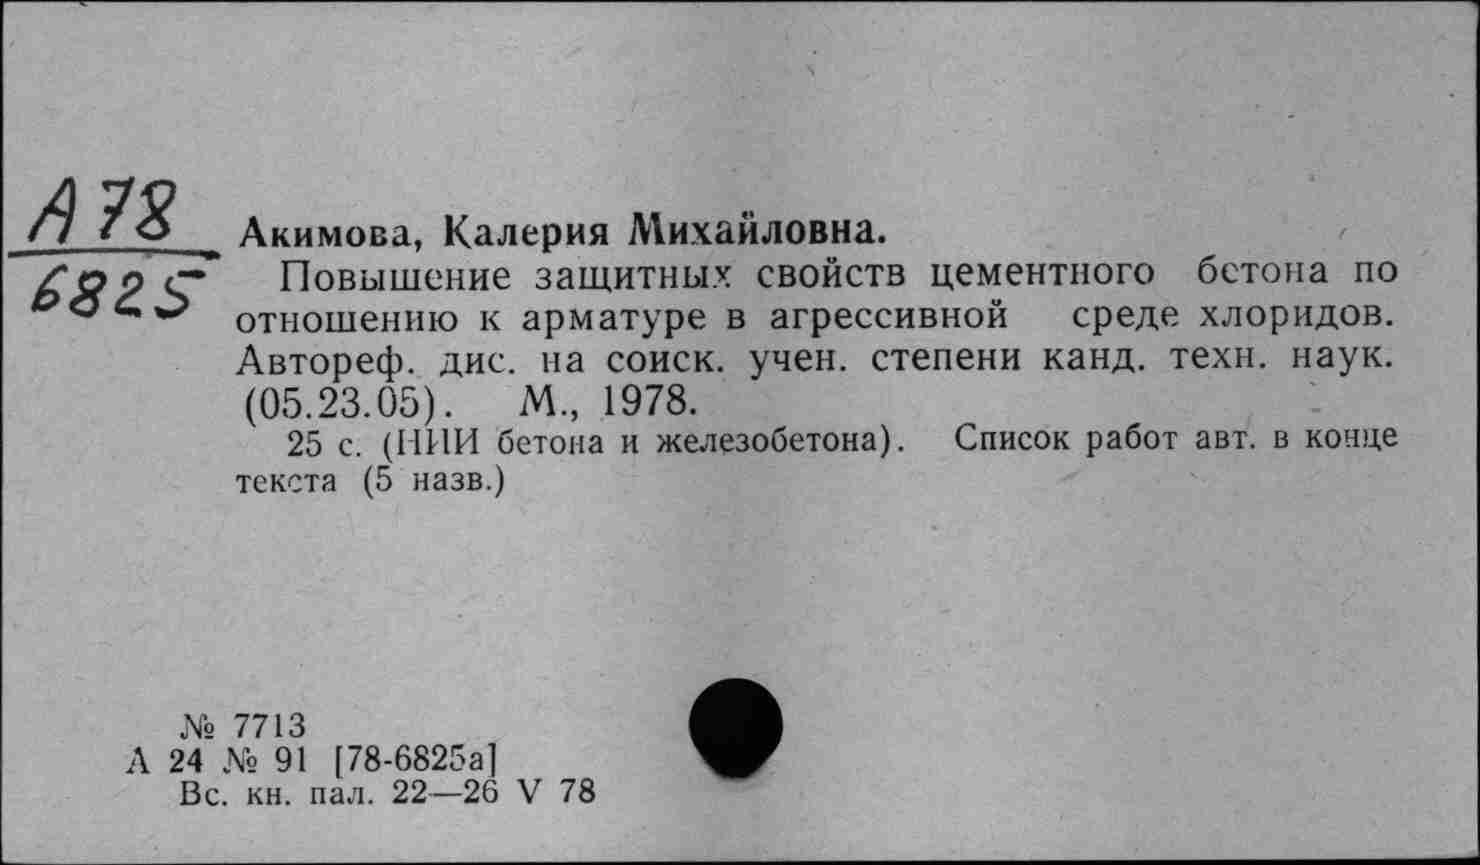 А78
6825
Акимова, Калерия Михайловна.
Повышение защитных свойств цементного бетона по
отношению к арматуре в агрессивной среде хлоридов.
Автореф. дис. на соиск. учен. степени канд. техн. наук.
(05.23.05). М., 1978.
25 с. (НИИ бетона и железобетона). Список работ авт. в конце
текста (5 назв.)
№ 7713
А 24 № 91 [78-6825а]
Вс. кн. пал. 22—26 V 78